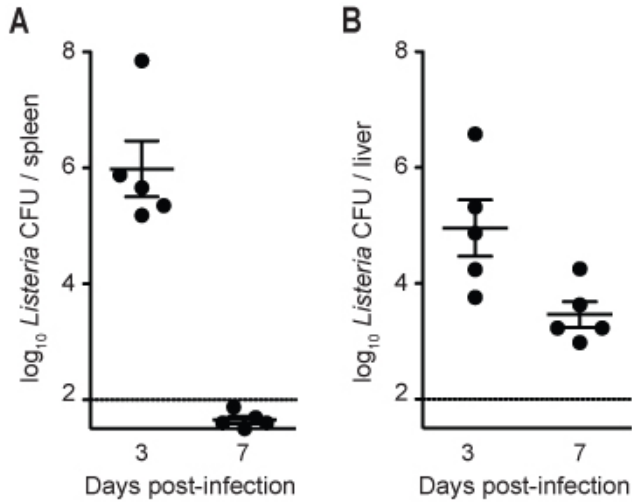 A
log₁₀ Listeria CFU / spleen
8
6
4
2
3 7
Days post-infection
B
log₁₀ Listeria CFU / liver
8
6
4
2
3 7
Days post-infection